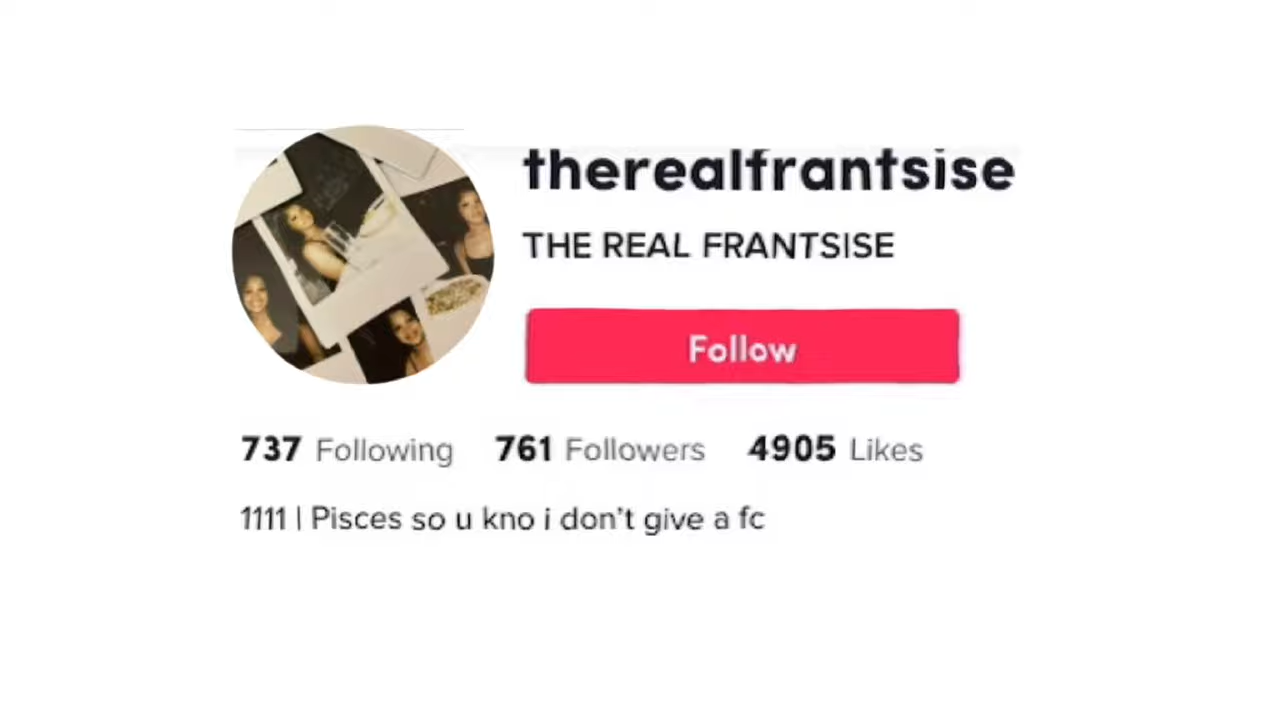 therealfrantsise
THE REAL FRANTSISE
Follow
737 Following 761 Followers 4905 Likes
1111 | Pisces so u kno i don't give a fc